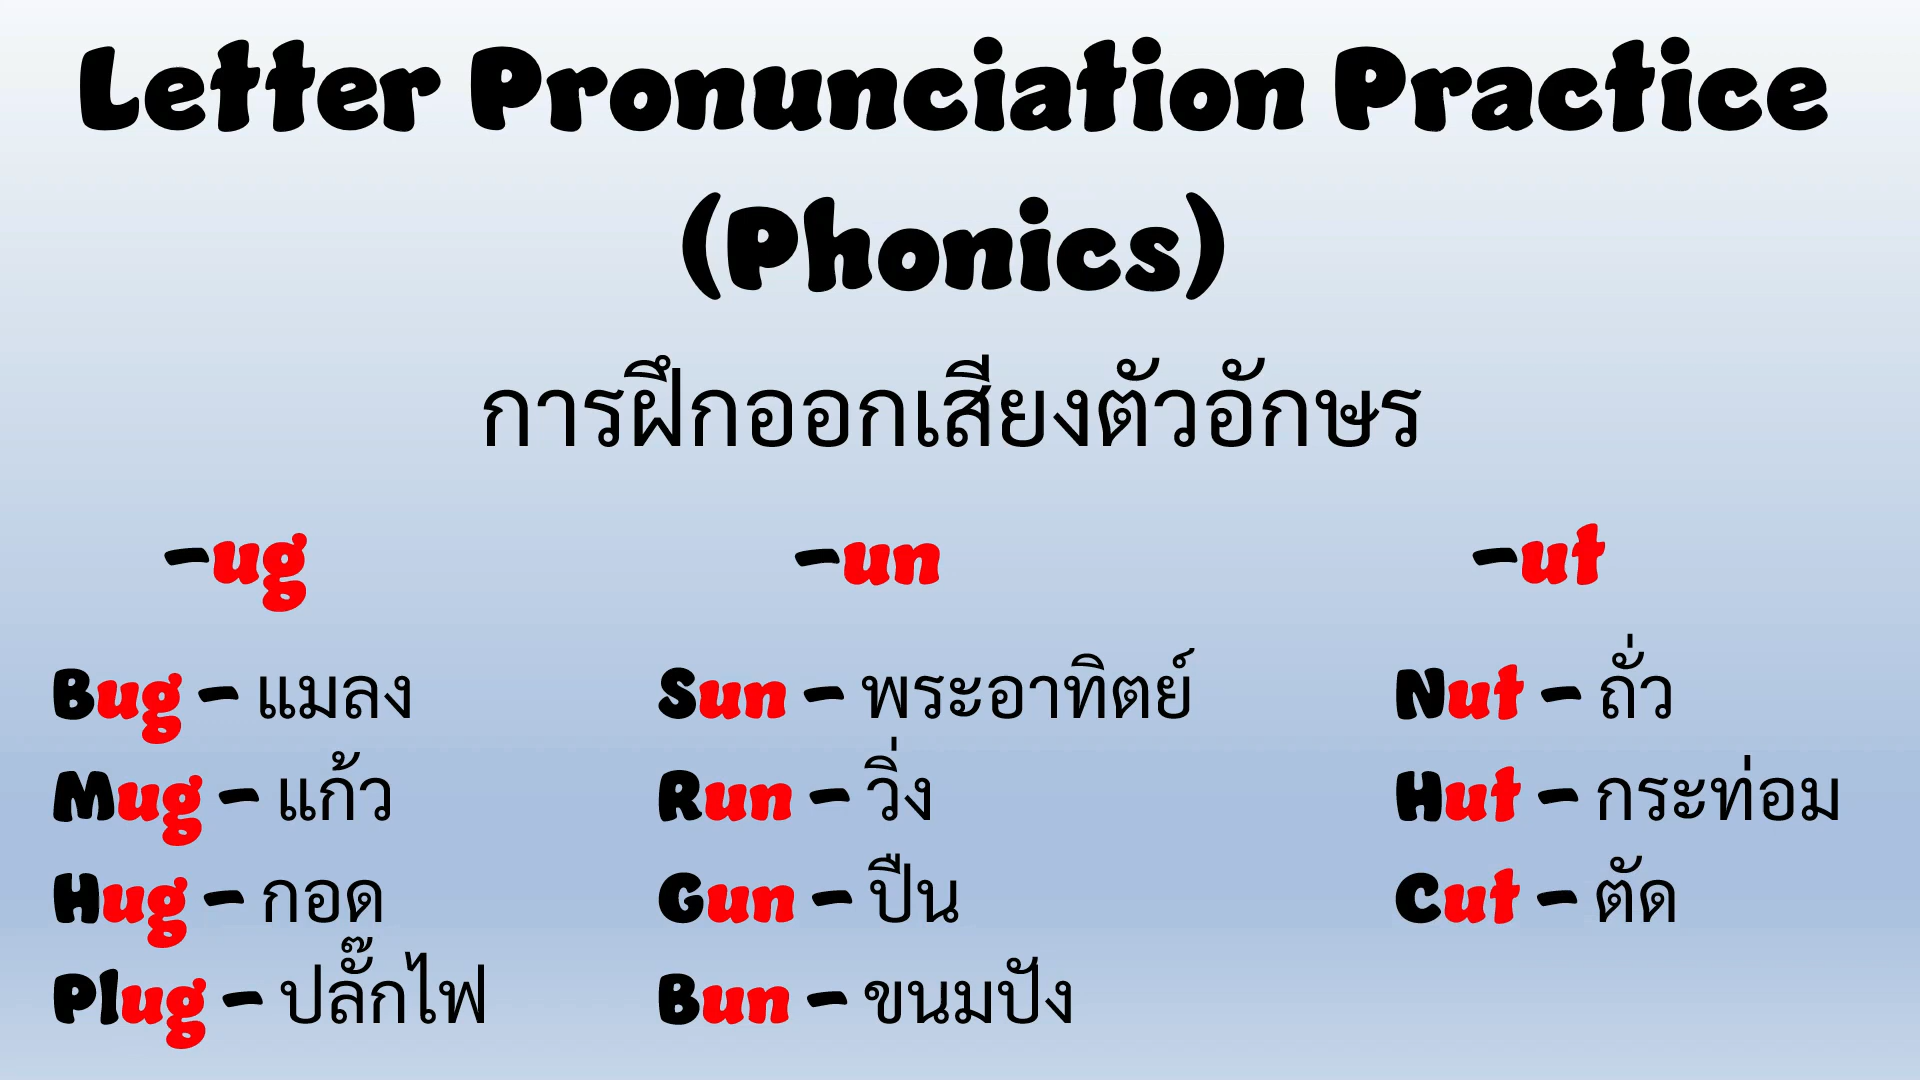 Letter Pronunciation Practice
(Phonics)
การฝึกออกเสียงตัวอักษร
-ug
Bug - แมลง
Mug - แก้ว
Hug - กอด
Plug - ปลั๊กไฟ
-un
Sun - พระอาทิตย์
Run - วิ่ง
Gun - ปืน
Bun - ขนมปัง
-ut
Nut - ถั่ว
Hut - กระท่อม
Cut - ตัด